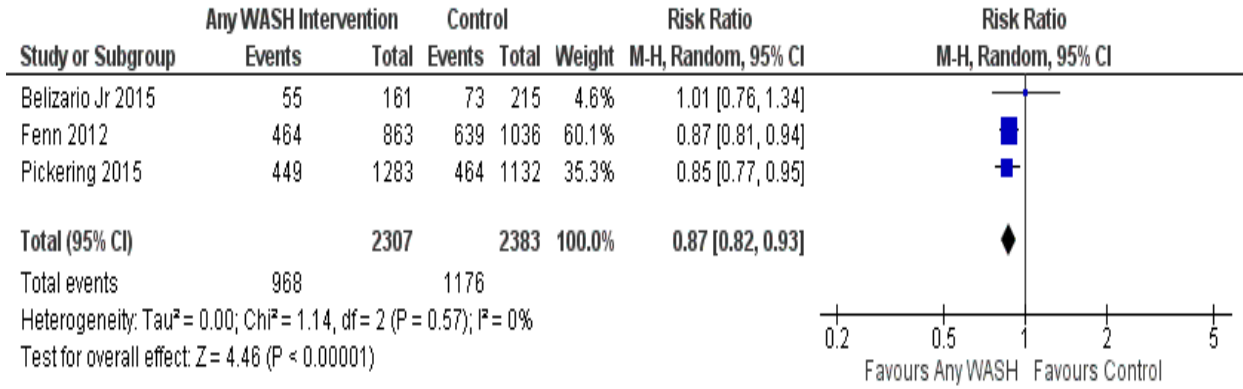 Any WASH Intervention Control Risk Ratio Risk Ratio
Study or Subgroup Events Total Events Total Weight M-H, Random, 95% CI M-H, Random, 95% CI
Belizario Jr 2015 55 161 73 215 4.6% 1.01 [0.76, 1.34]
Fenn 2012 464 863 639 1036 60.1% 0.87 [0.81, 0.94]
Pickering 2015 449 1283 464 1132 35.3% 0.85 [0.77, 0.95]
Total (95% CI) 2307 2383 100.0% 0.87 [0.82, 0.93]
Total events 968 1176
Heterogeneity: Tau² = 0.00; Chi² = 1.14, df = 2 (P = 0.57); I² = 0%
Test for overall effect: Z = 4.46 (P < 0.00001)
0.2 0.5 1 2 5
Favours Any WASH Favours Control